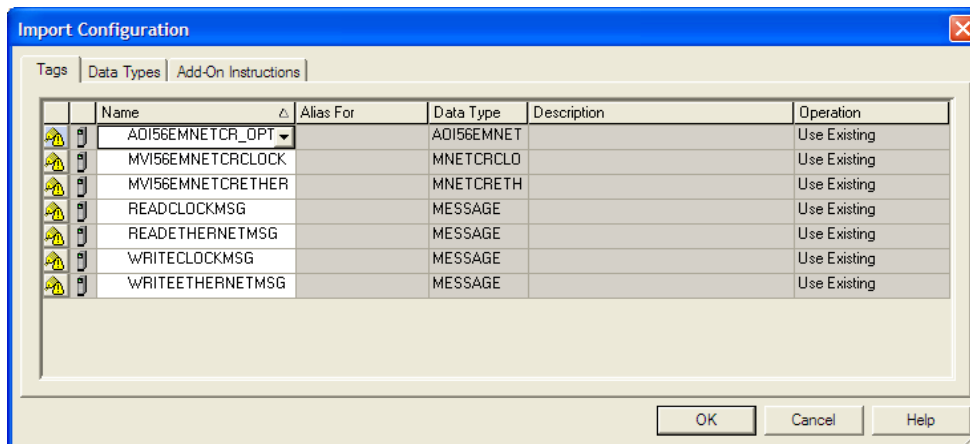 Import Configuration
Tags Data Types Add-On Instructions
Name Alias For Data Type Description Operation
AOI56EMNETCR_OPT AOI56EMNET Use Existing
MVI56EMNETCRCLOCK MNETCRCLO Use Existing
MVI56EMNETCRETHER MNETCRETH Use Existing
READCLOCKMSG MESSAGE Use Existing
READETHERNETMSG MESSAGE Use Existing
WRITECLOCKMSG MESSAGE Use Existing
WRITEETHERNETMSG MESSAGE Use Existing
OK Cancel Help